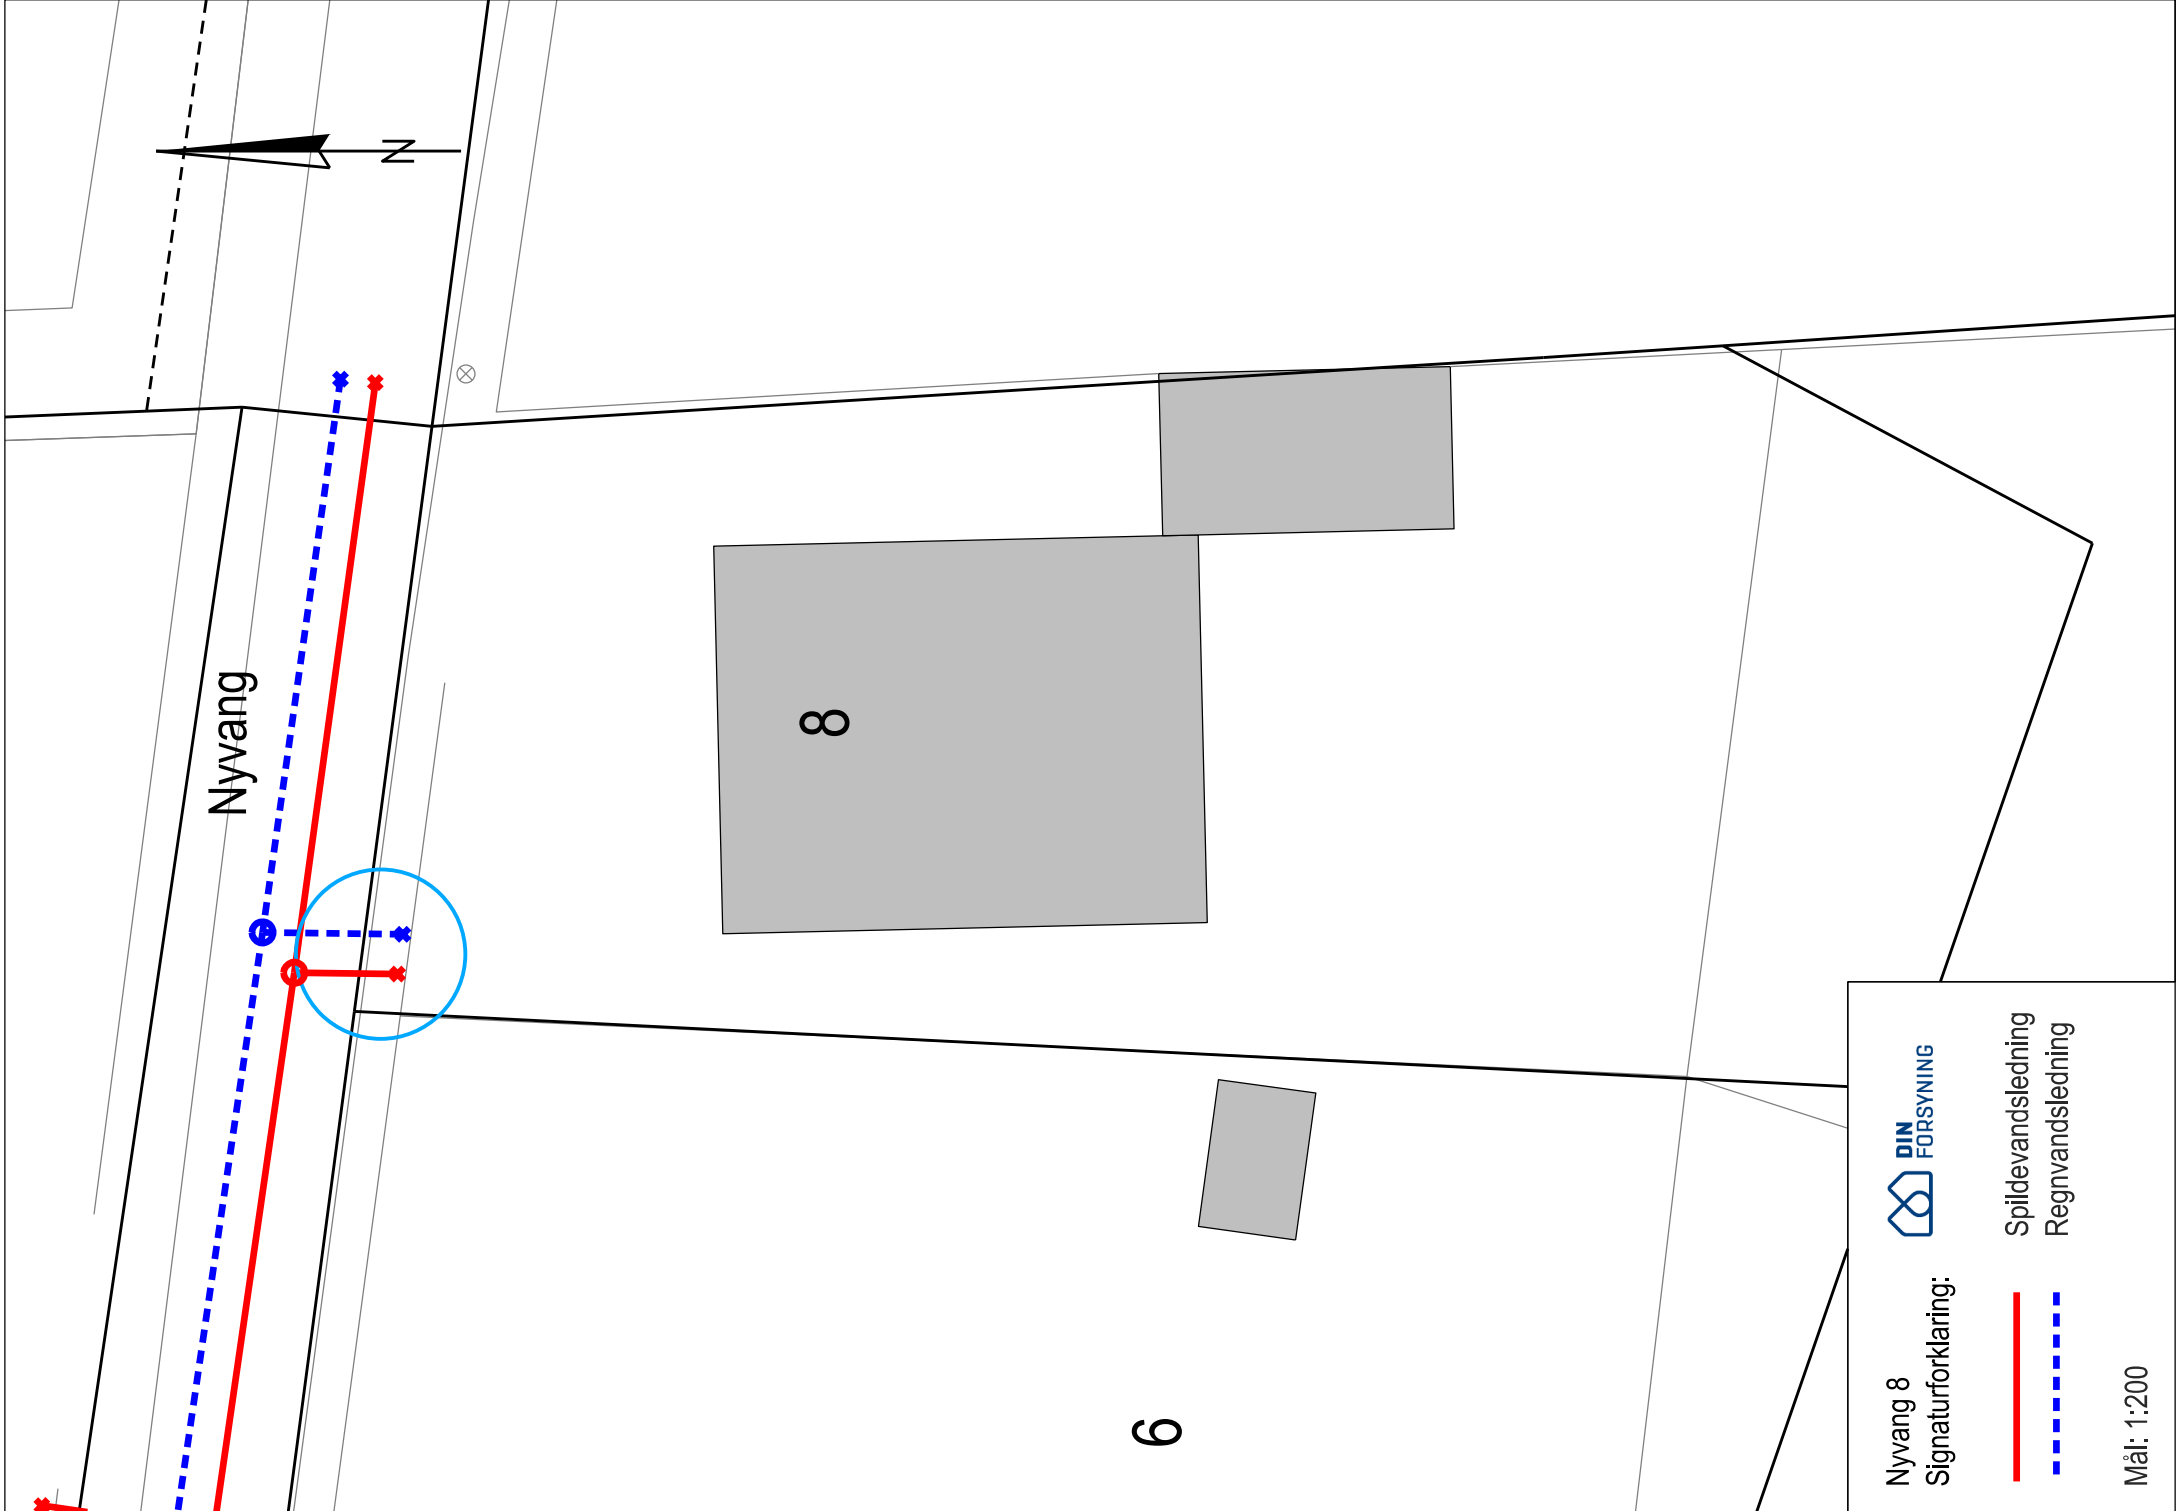 N
Nyvang
8
6
Nyvang 8
Signaturforklaring:
DIN
FORSYNING
Spildevandsledning
Regnvandsledning
Mål: 1:200